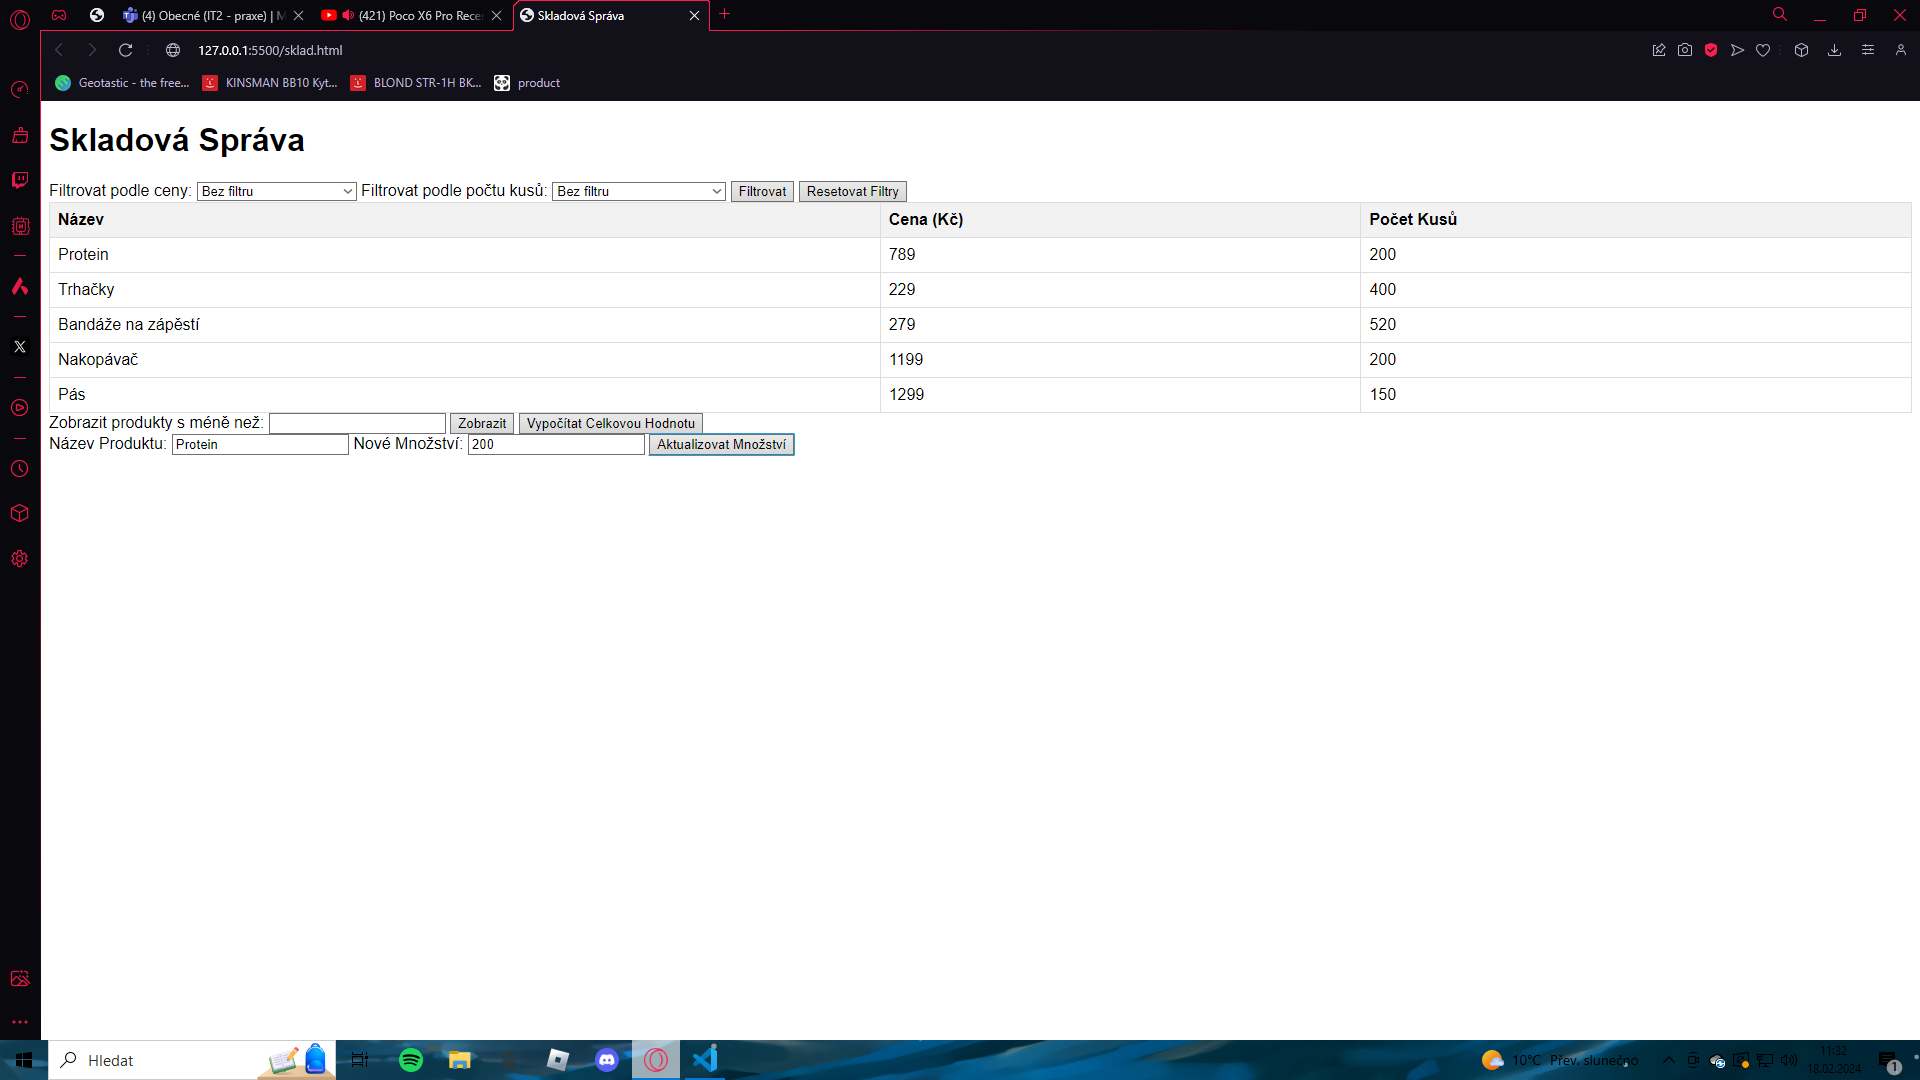 (4) Obecné (IT2 - praxe) | M
(421) Poco X6 Pro Rece
Skladová Správa
127.0.0.1:5500/sklad.html
Geotastic - the free...
KINSMAN BB10 Kyt...
BLOND STR-1H BK...
product
Skladová Správa
Filtrovat podle ceny: Bez filtru Filtrovat podle počtu kusů: Bez filtru Filtrovat Resetovat Filtry
Název Cena (Kč) Počet Kusů
Protein 789 200
Trhačky 229 400
Bandáže na zápěstí 279 520
Nakopávač 1199 200
Pás 1299 150
Zobrazit produkty s méně než: Zobrazit Vypočítat Celkovou Hodnotu
Název Produktu: Protein Nové Množství: 200 Aktualizovat Množství
Hledat
10°C Přev. slunečno
11:32
18.02.2024
1